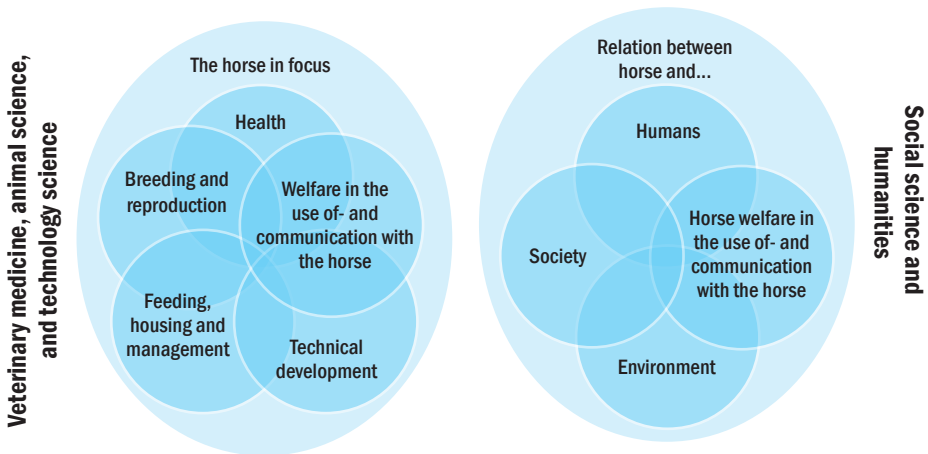 Veterinary medicine, animal science,
and technology science
The horse in focus
Health
Breeding and
reproduction
Welfare in the
use of- and
communication with
the horse
Feeding,
housing and
management
Technical
development
Relation between
horse and...
Humans
Society
Horse welfare in
the use of- and
communication
with the horse
Environment
Social science and
humanities